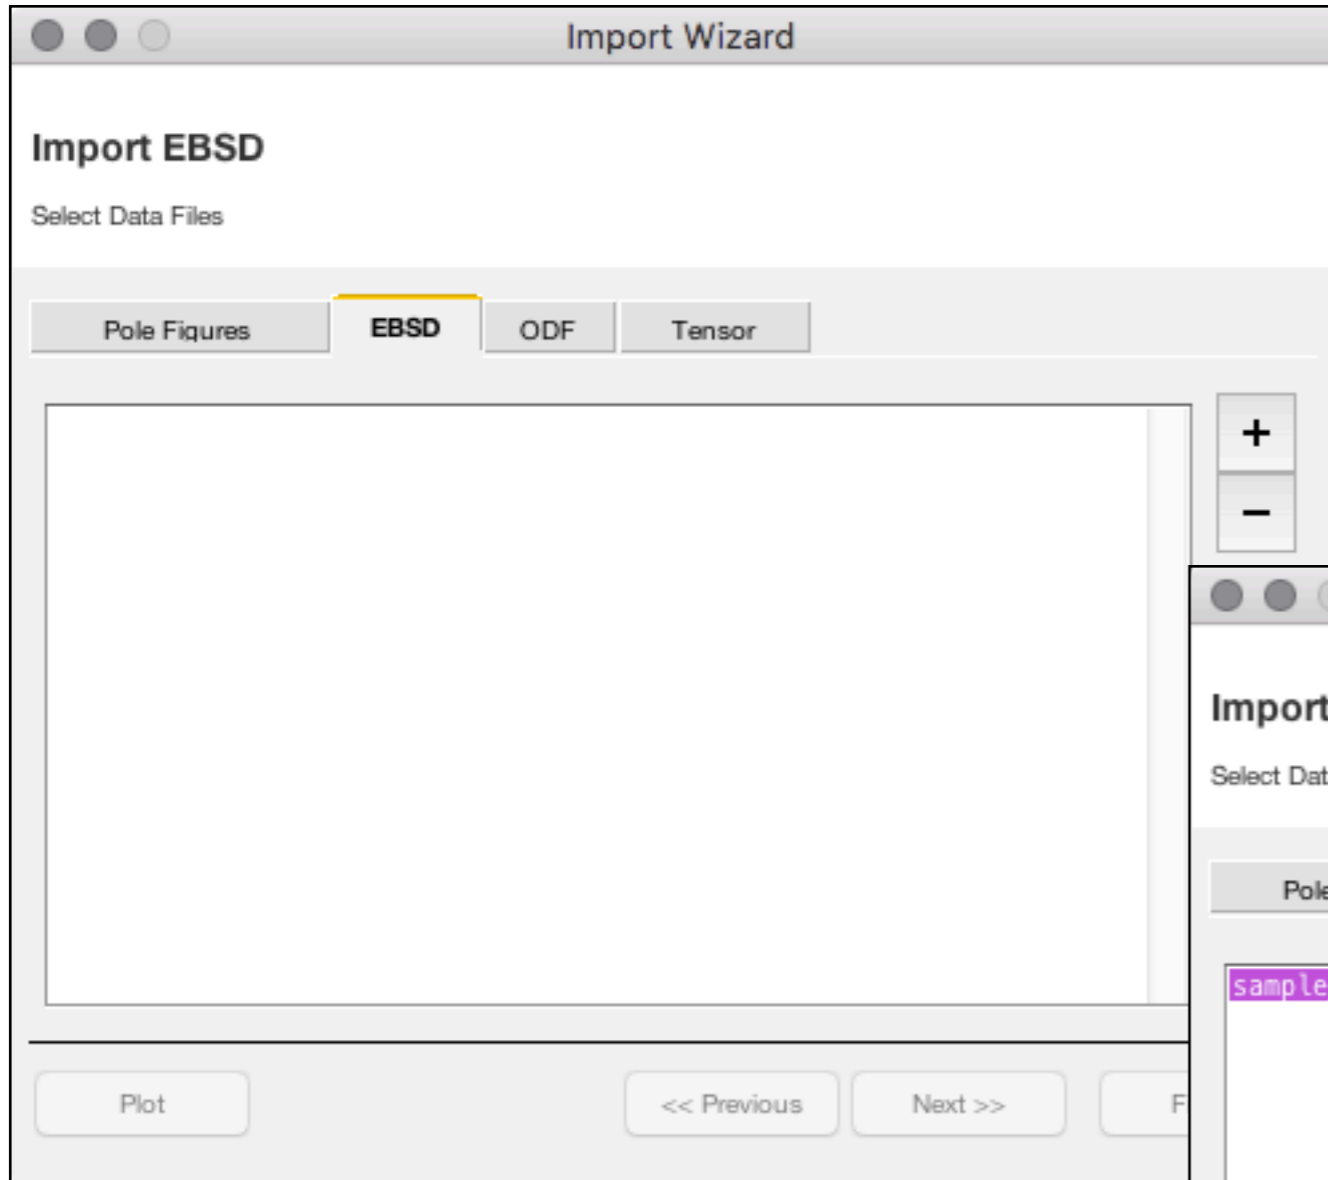 Import Wizard
Import EBSD
Select Data Files
Pole Figures EBSD ODF Tensor
+
−
Import
Select Dat
Pole
sample
Plot << Previous Next >> F